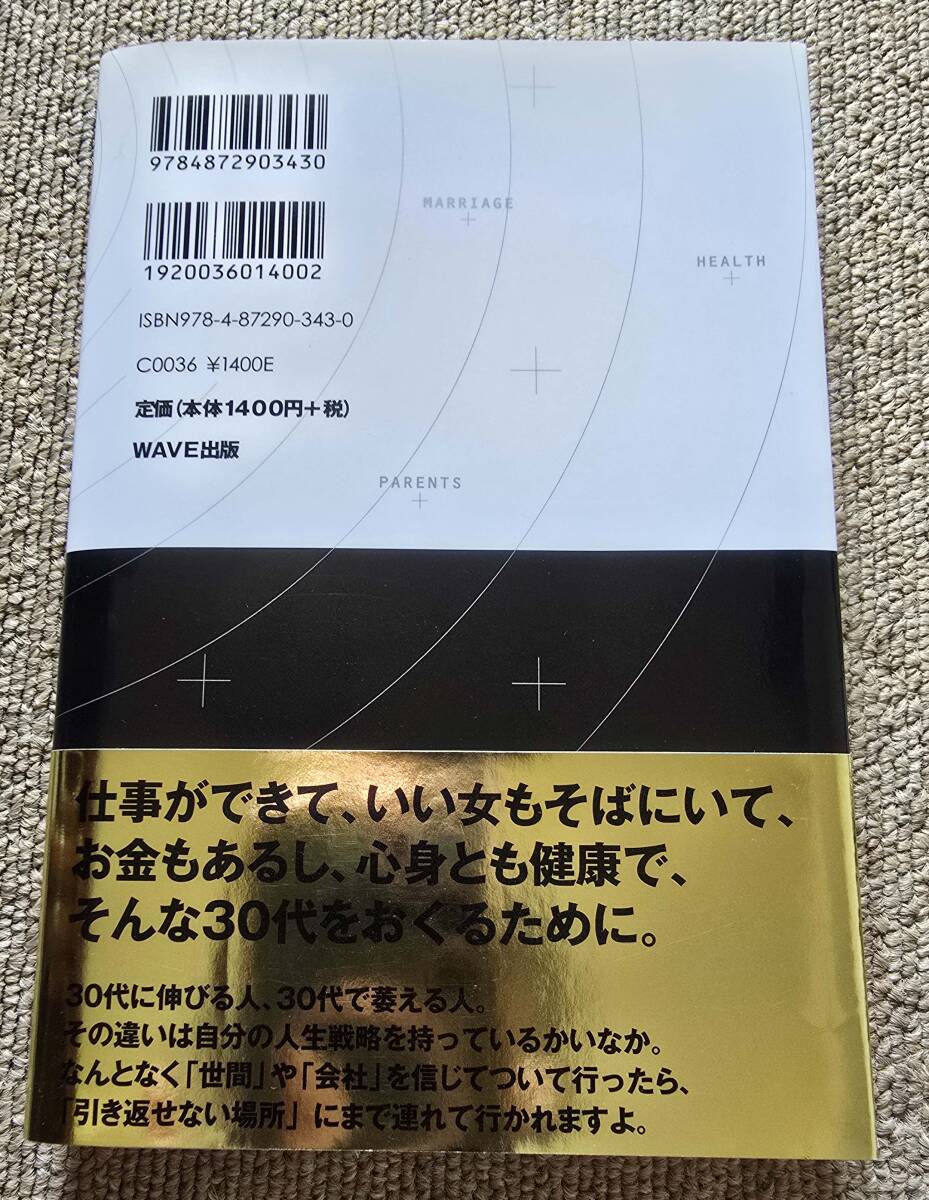 9784872903430
MARRIAGE
HEALTH
1920036014002
ISBN978-4-87290-343-0
C0036 ¥1400E
定価(本体1400円+税)
WAVE出版
PARENTS
仕事ができて、いい女もそばにいて、
お金もあるし、心身とも健康で、
そんな30代をおくるために。
30代に伸びる人、30代で萎える人。
その違いは自分の人生戦略を持っているかいなか。
なんとなく「世間」や「会社」を信じてついて行ったら、
「引き返せない場所」にまで連れて行かれますよ。